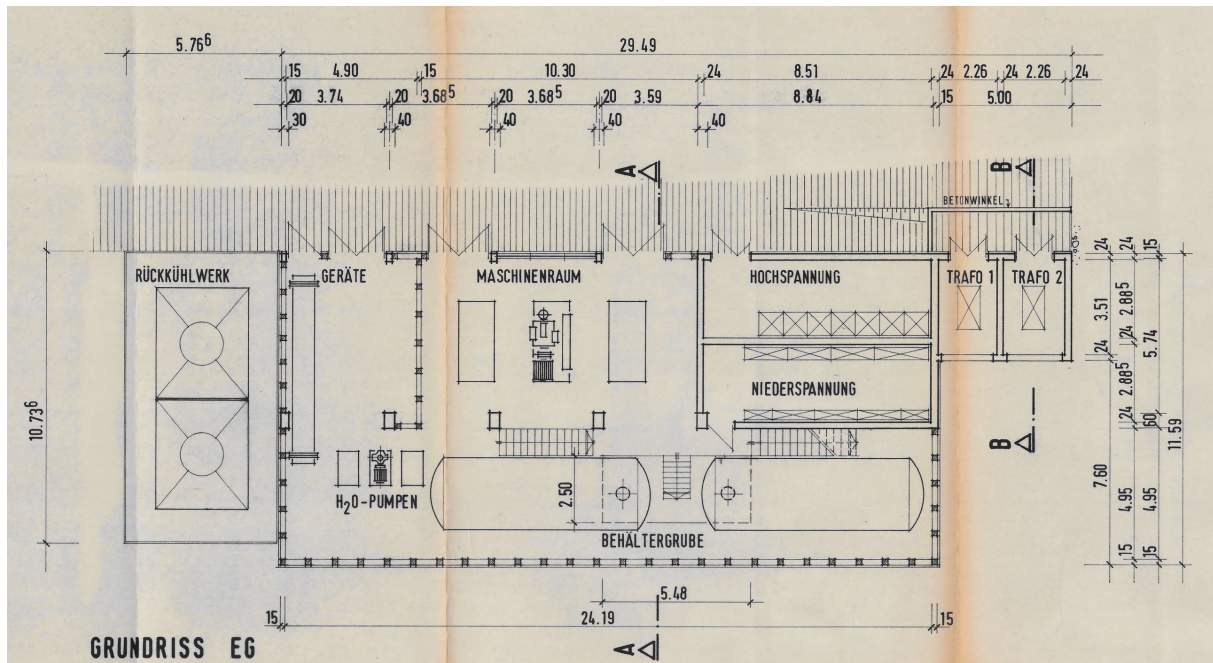 5.76⁶ 29.49
15 4.90 15 10.30 24 8.51 24 2.26 24 2.26 24
20 3.74 20 3.68⁵ 20 3.68⁵ 20 3.59 8.84 15 5.00
30 40 40 40 40
A B
BETONWINKEL
RÜCKKÜHLWERK GERÄTE MASCHINENRAUM HOCHSPANNUNG TRAFO 1 TRAFO 2
24 24 15
3.51 2.88⁵
24 24 5.74
NIEDERSPANNUNG
2.88⁵
10.73⁶
24 60 11.59
B
H₂O-PUMPEN 2.50 7.60 4.95 4.95
BEHÄLTERGRUBE
15 15
5.48
15 24.19 15
GRUNDRISS EG A